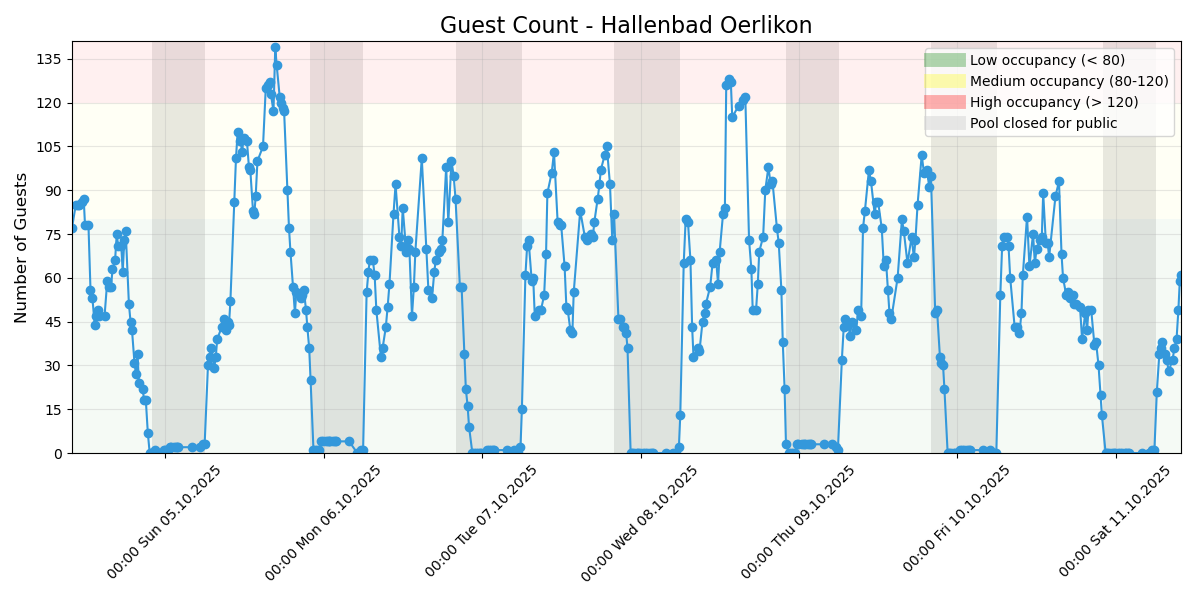 Guest Count - Hallenbad Oerlikon
Low occupancy (< 80)
Medium occupancy (80-120)
High occupancy (> 120)
Pool closed for public
Number of Guests
135
120
105
90
75
60
45
30
15
0
00:00 Sun 05.10.2025
00:00 Mon 06.10.2025
00:00 Tue 07.10.2025
00:00 Wed 08.10.2025
00:00 Thu 09.10.2025
00:00 Fri 10.10.2025
00:00 Sat 11.10.2025